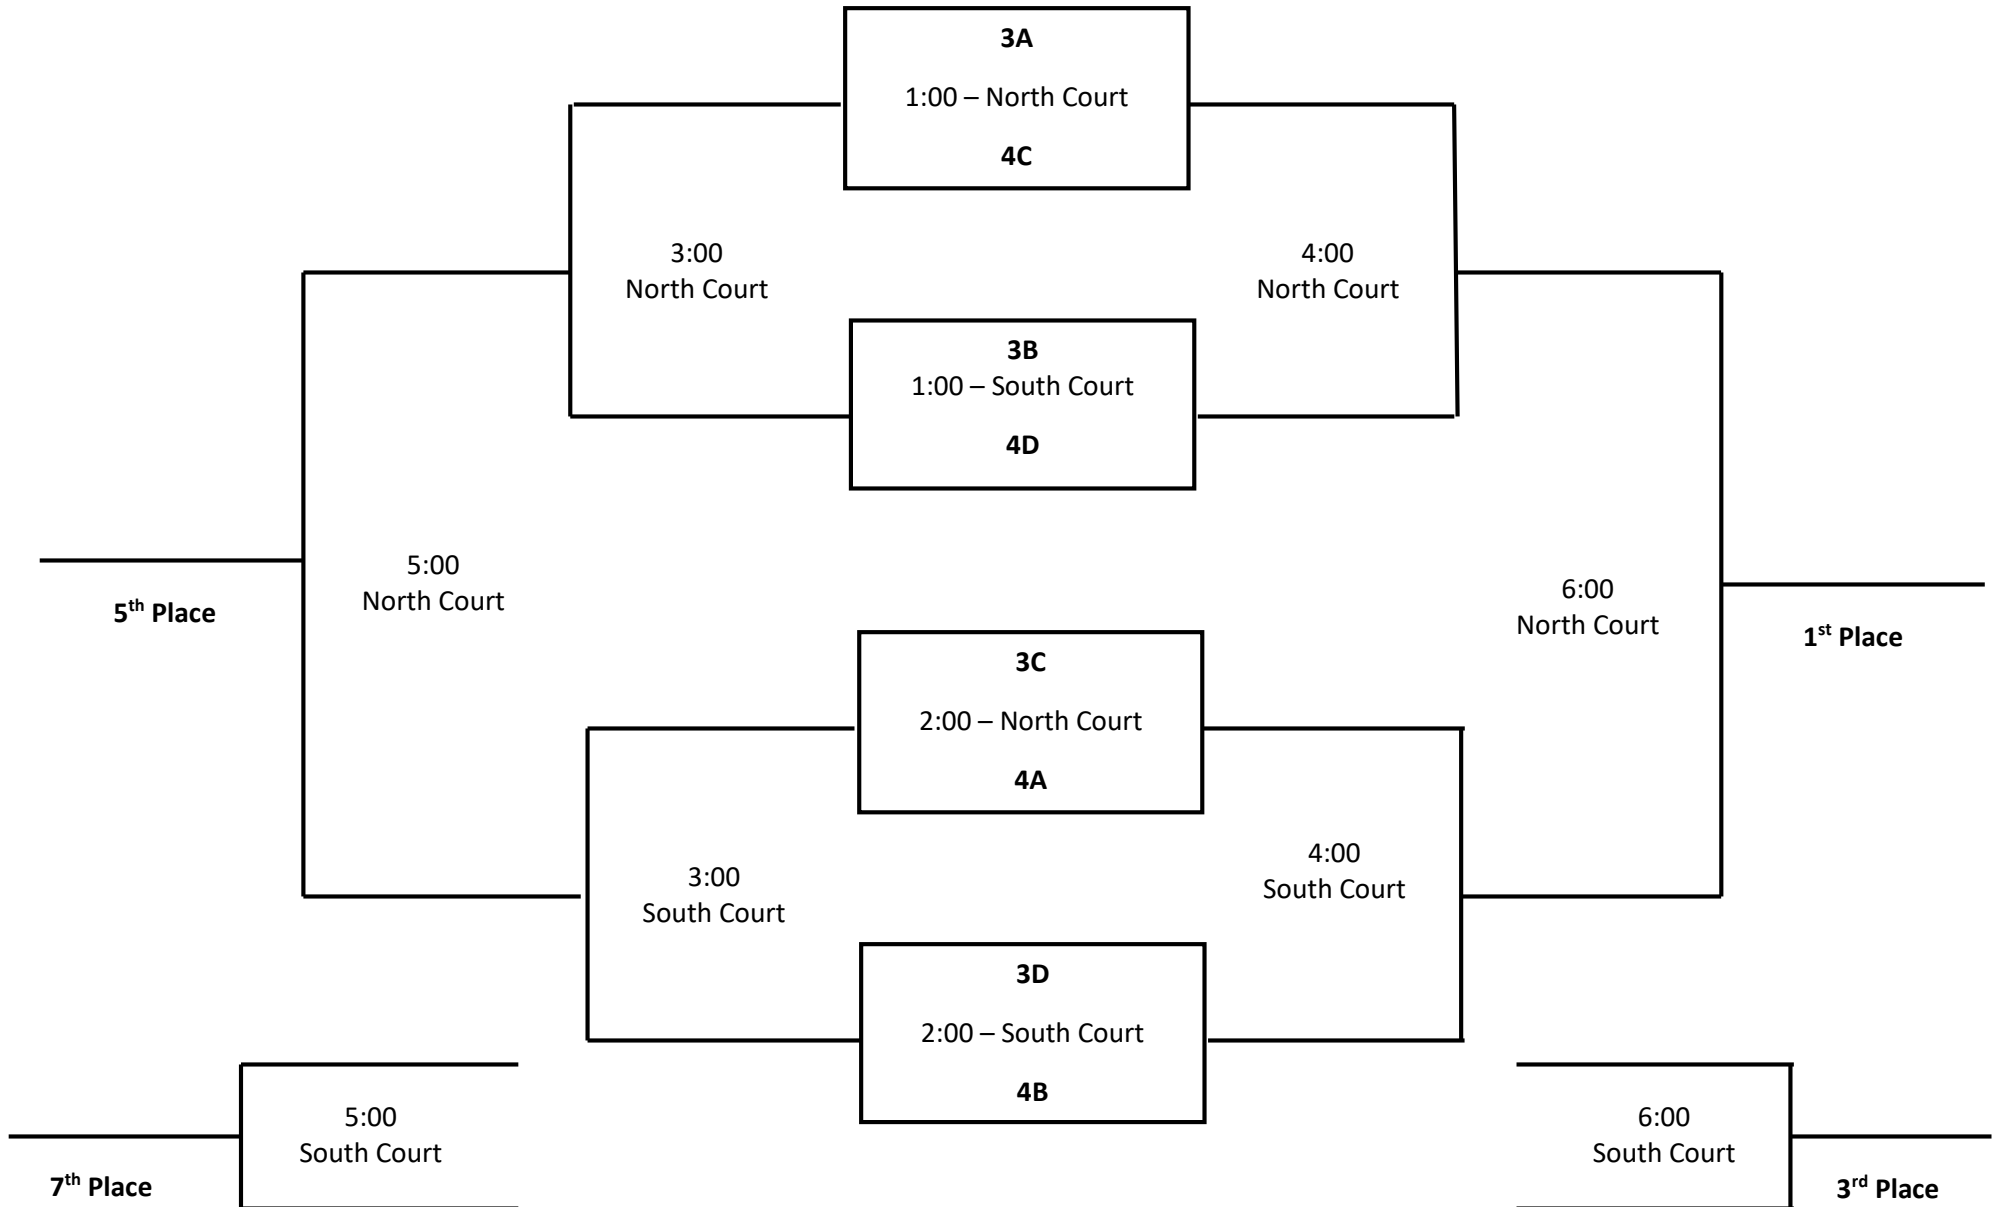 3A
1:00 – North Court
4C
3:00
North Court
4:00
North Court
3B
1:00 – South Court
4D
5:00
North Court
5th Place
6:00
North Court
1st Place
3C
2:00 – North Court
4A
3:00
South Court
4:00
South Court
3D
2:00 – South Court
4B
5:00
South Court
7th Place
6:00
South Court
3rd Place